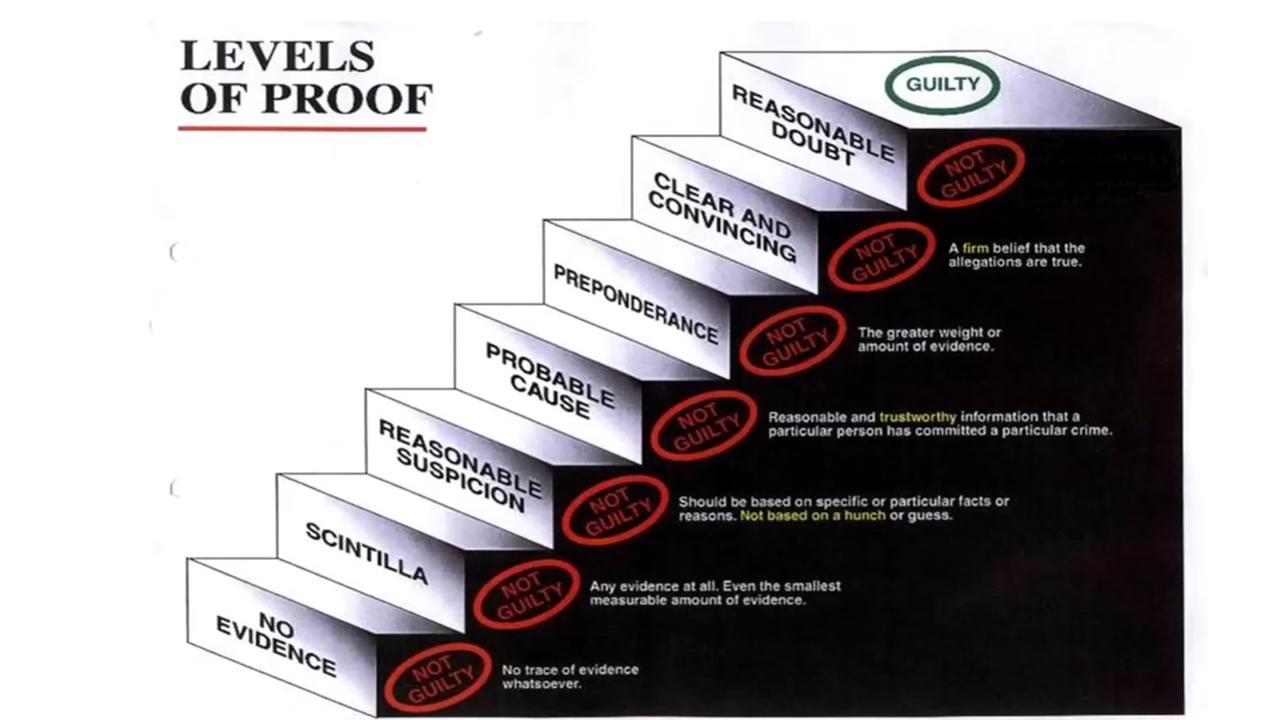 LEVELS
OF PROOF
GUILTY
REASONABLE
DOUBT
NOT
GUILTY
CLEAR AND
CONVINCING
NOT
GUILTY
A firm belief that the
allegations are true.
PREPONDERANCE
NOT
GUILTY
The greater weight or
amount of evidence.
PROBABLE
CAUSE
NOT
GUILTY
Reasonable and trustworthy information that a
particular person has committed a particular crime.
REASONABLE
SUSPICION
NOT
GUILTY
Should be based on specific or particular facts or
reasons. Not based on a hunch or guess.
SCINTILLA
NOT
GUILTY
Any evidence at all. Even the smallest
measurable amount of evidence.
NO
EVIDENCE
NOT
GUILTY
No trace of evidence
whatsoever.